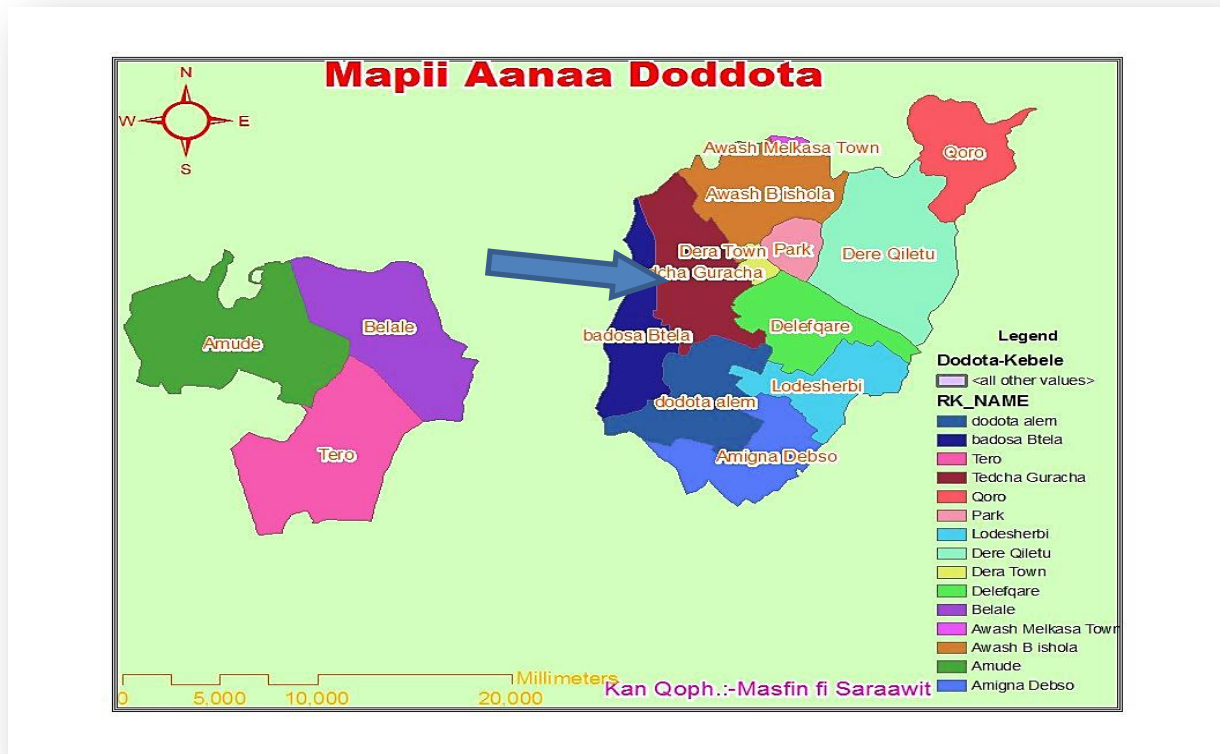 Mapii Aanaa Doddota
N
W E
S
Awash Melkasa Town
Qoro
Awash B ishola
Dera Town
Park
Dere Qiletu
dcha Guracha
Belale
Delefqare
badosa Btela
Amude
Lodesherbi
dodota alem
Tero
Amigna Debso
Legend
Dodota-Kebele
<all other values>
RK_NAME
dodota alem
badosa Btela
Tero
Tedcha Guracha
Qoro
Park
Lodesherbi
Dere Qiletu
Dera Town
Delefqare
Belale
Awash Melkasa Town
Awash B ishola
Amude
Amigna Debso
Millimeters
0 5,000 10,000 20,000
Kan Qoph.:-Masfin fi Saraawit